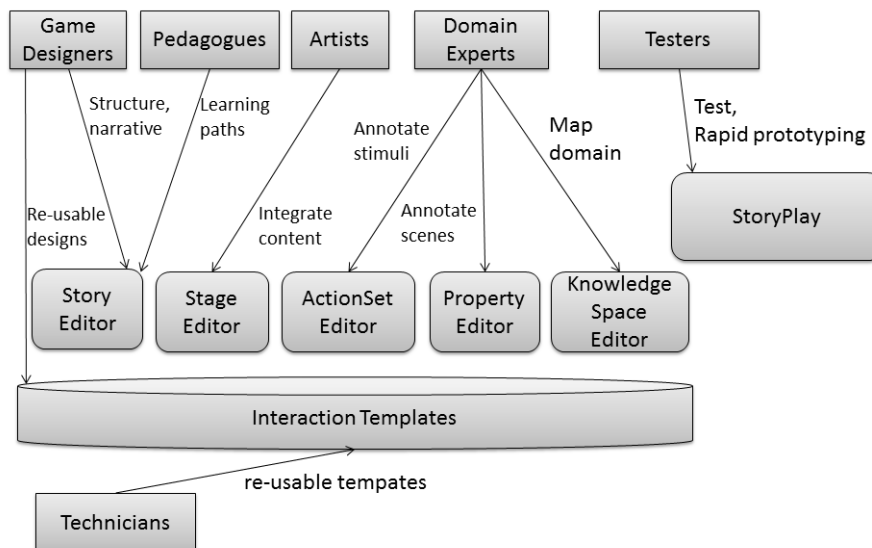 Game
Designers
Pedagogues
Artists
Domain
Experts
Testers
Structure,
narrative
Learning
paths
Annotate
stimuli
Map
domain
Test,
Rapid prototyping
Re-usable
designs
Integrate
content
Annotate
scenes
StoryPlay
Story
Editor
Stage
Editor
ActionSet
Editor
Property
Editor
Knowledge
Space
Editor
Interaction Templates
re-usable tempates
Technicians